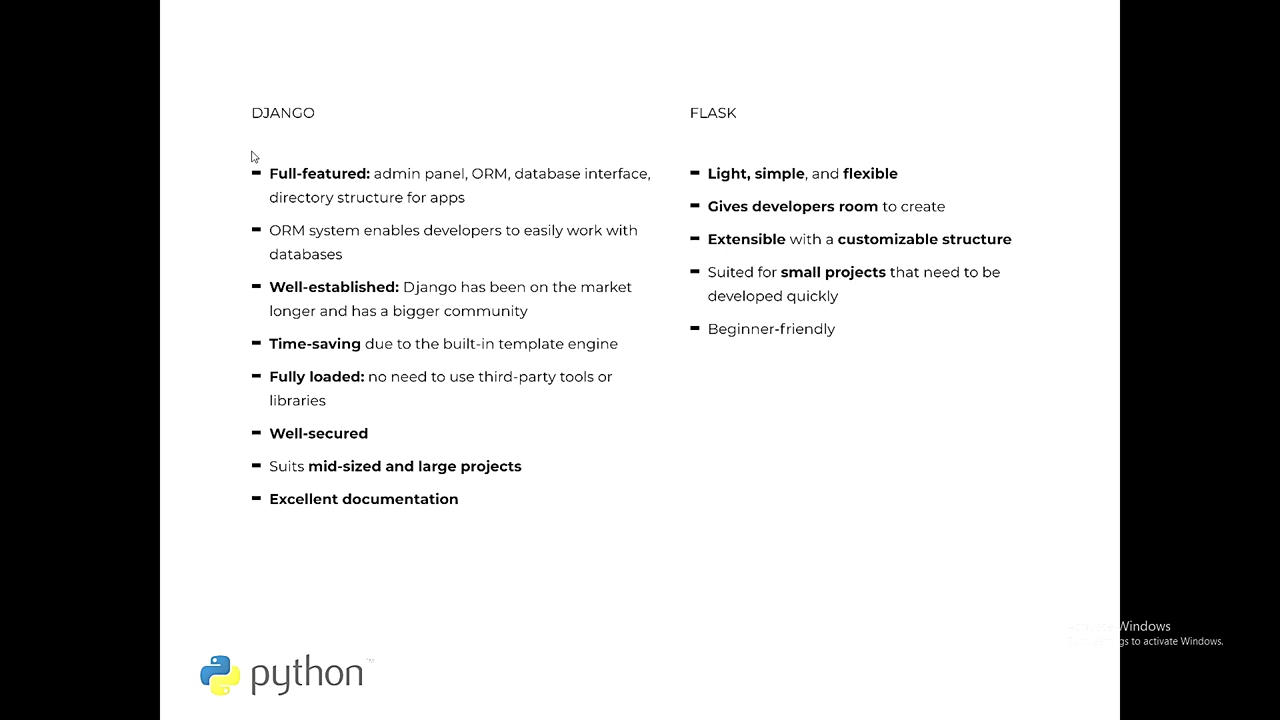 DJANGO
- Full-featured: admin panel, ORM, database interface,
directory structure for apps
- ORM system enables developers to easily work with
databases
- Well-established: Django has been on the market
longer and has a bigger community
- Time-saving due to the built-in template engine
- Fully loaded: no need to use third-party tools or
libraries
- Well-secured
- Suits mid-sized and large projects
- Excellent documentation
FLASK
- Light, simple, and flexible
- Gives developers room to create
- Extensible with a customizable structure
- Suited for small projects that need to be
developed quickly
- Beginner-friendly
Activate Windows
to activate Windows.
python™